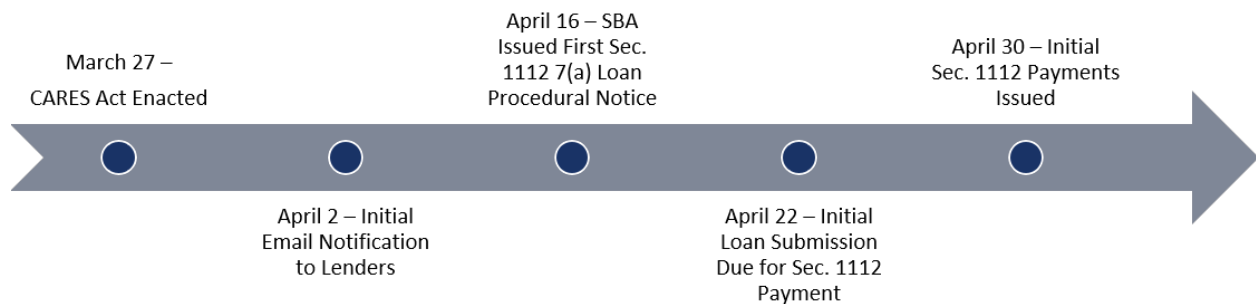 March 27 –
CARES Act Enacted
April 2 – Initial
Email Notification
to Lenders
April 16 – SBA
Issued First Sec.
1112 7(a) Loan
Procedural Notice
April 22 – Initial
Loan Submission
Due for Sec. 1112
Payment
April 30 – Initial
Sec. 1112 Payments
Issued